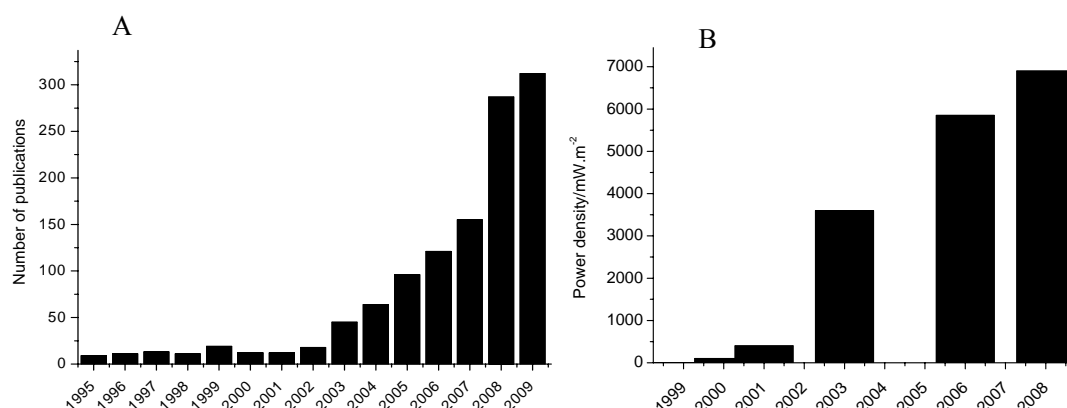 A
Number of publications
300
250
200
150
100
50
0
1995 1996 1997 1998 1999 2000 2001 2002 2003 2004 2005 2006 2007 2008 2009
B
Power density/mW.m-2
7000
6000
5000
4000
3000
2000
1000
0
1999 2000 2001 2002 2003 2004 2005 2006 2007 2008